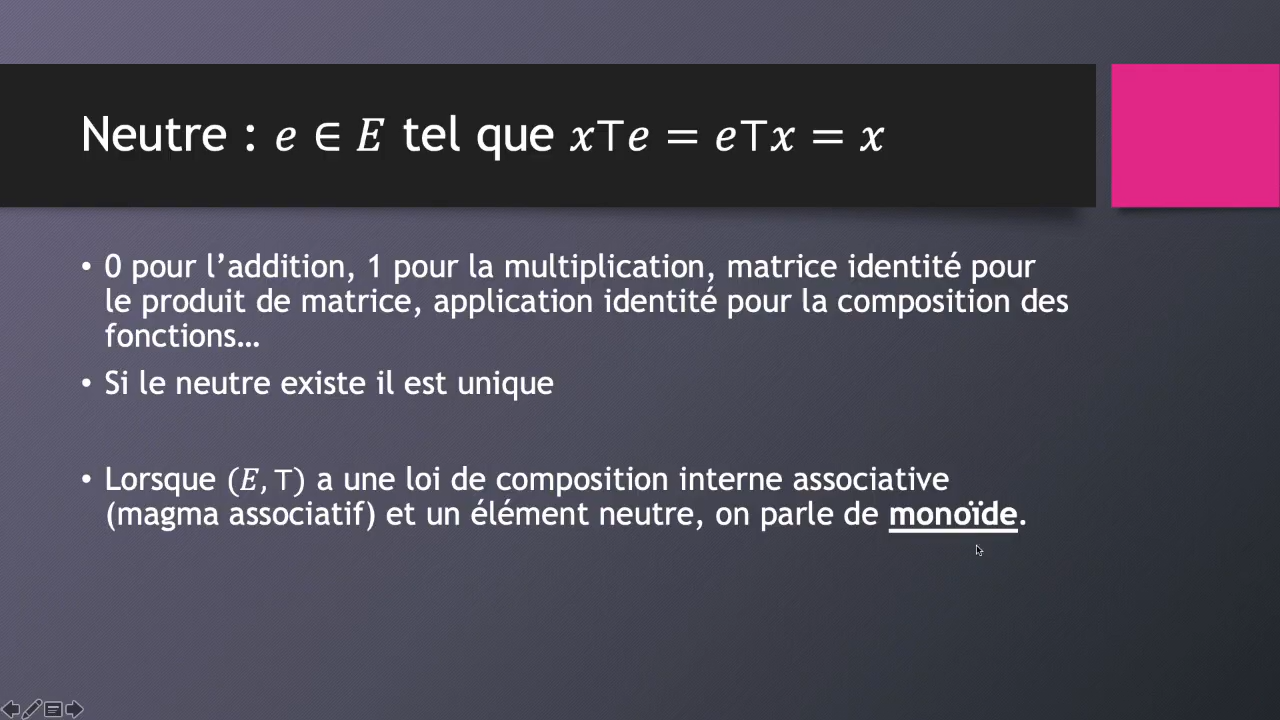 Neutre : 𝑒 ∈ 𝐸 tel que 𝑥⊤𝑒 = 𝑒⊤𝑥 = 𝑥
• 0 pour l’addition, 1 pour la multiplication, matrice identité pour
le produit de matrice, application identité pour la composition des
fonctions…
• Si le neutre existe il est unique
• Lorsque (𝐸, ⊤) a une loi de composition interne associative
(magma associatif) et un élément neutre, on parle de monoïde.